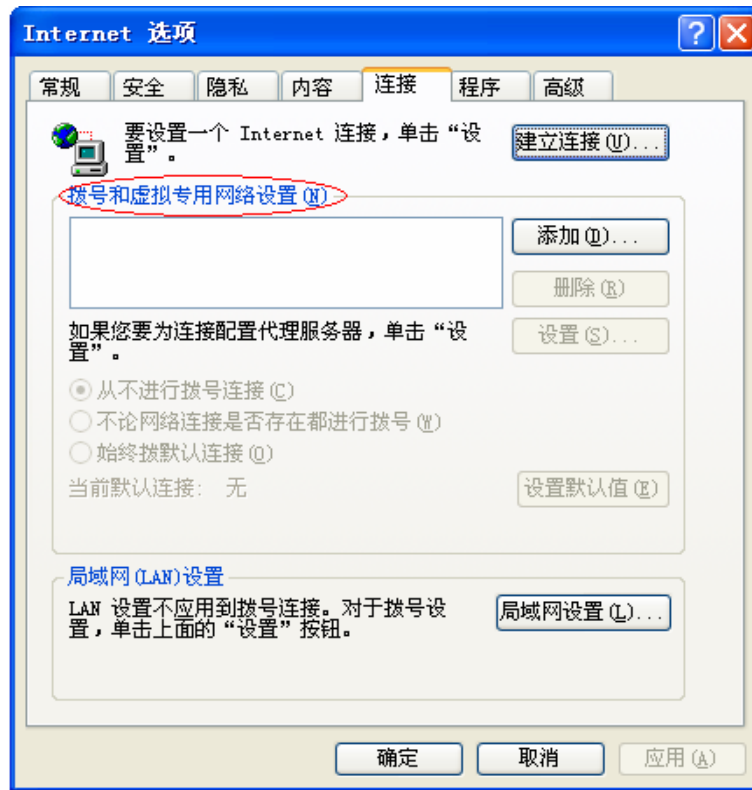 Internet 选项
常规 安全 隐私 内容 连接 程序 高级
要设置一个 Internet 连接，单击“设
置”。
建立连接(U)...
拨号和虚拟专用网络设置(N)
添加(D)...
删除(R)
如果您要为连接配置代理服务器，单击“设
置”。
设置(S)...
从不进行拨号连接(C)
不论网络连接是否存在都进行拨号(W)
始终拨默认连接(O)
当前默认连接： 无
设置默认值(E)
局域网(LAN)设置
LAN 设置不应用到拨号连接。对于拨号设
置，单击上面的“设置”按钮。
局域网设置(L)...
确定 取消 应用(A)